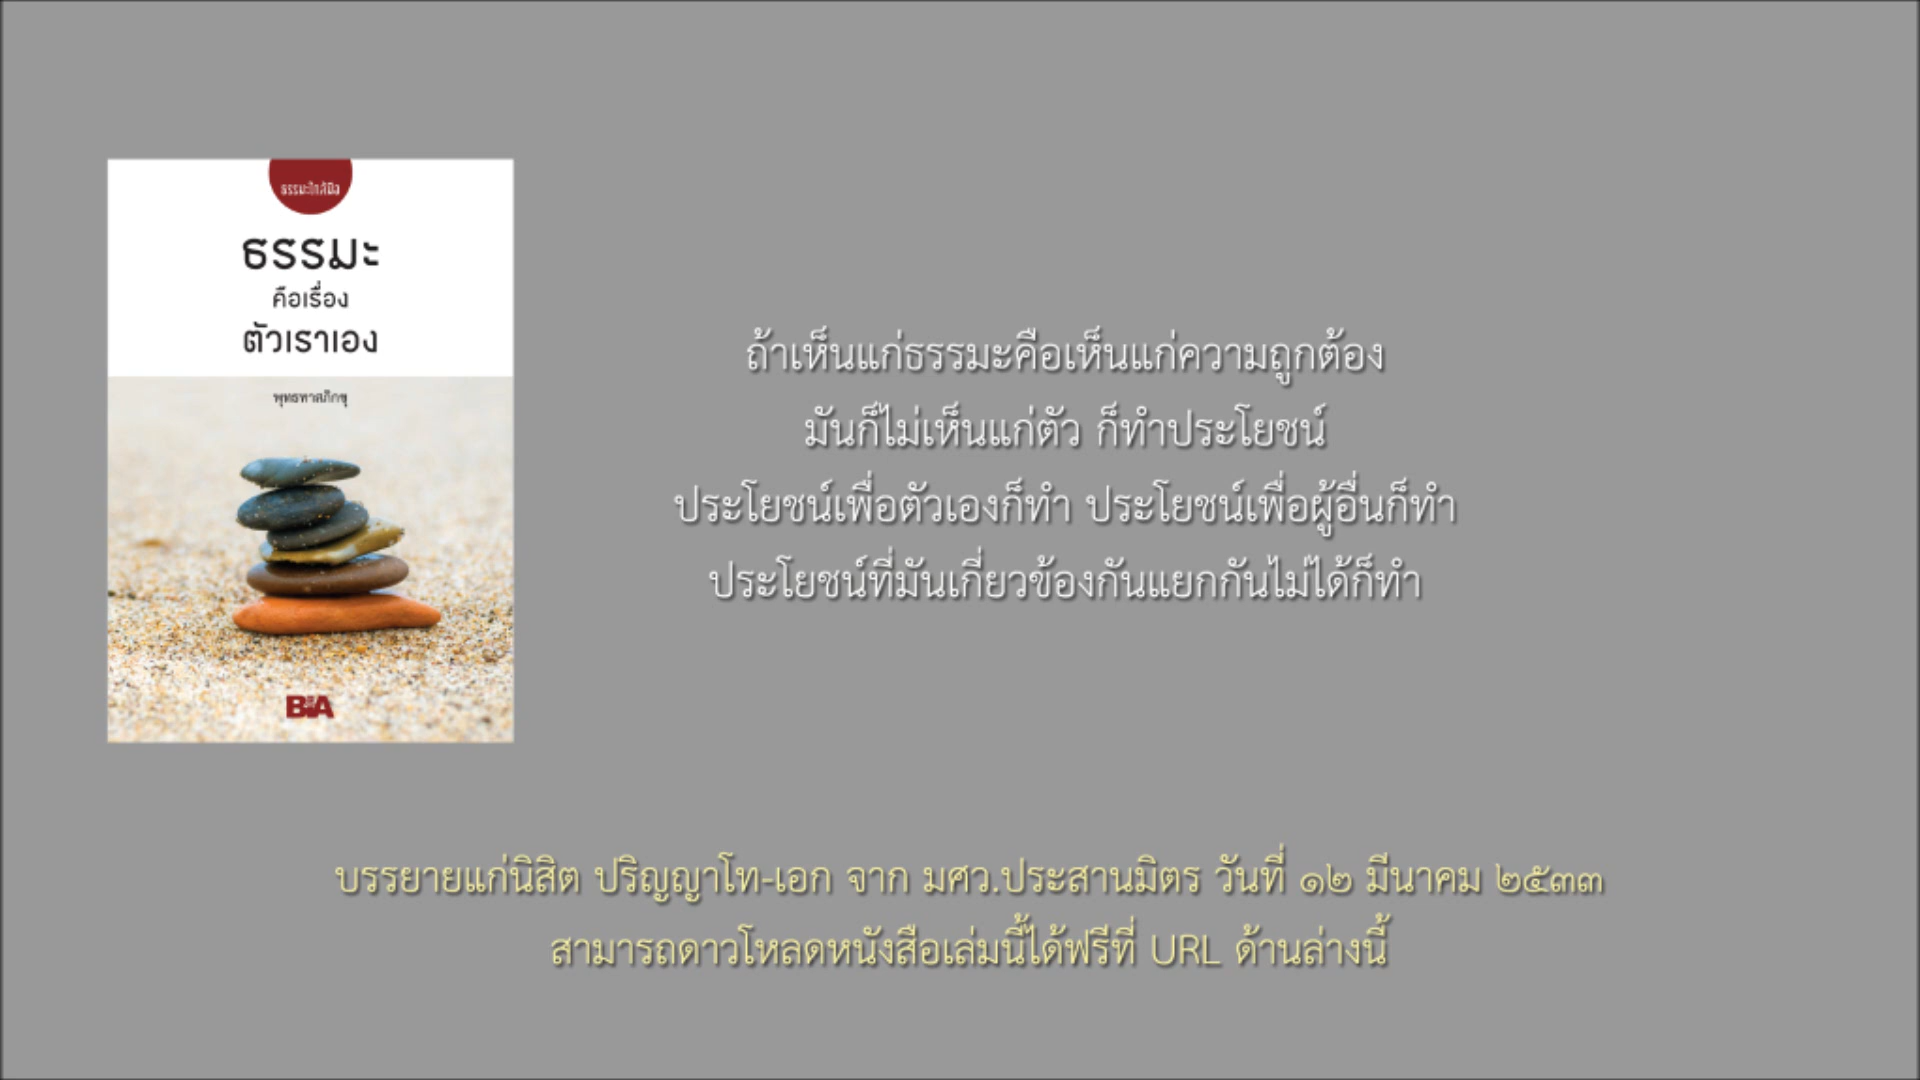 ธรรมะใกล้มือ
ธรรมะ
คือเรื่อง
ตัวเราเอง
พุทธทาสภิกขุ
BIA
ถ้าเห็นแก่ธรรมะคือเห็นแก่ความถูกต้อง
มันก็ไม่เห็นแก่ตัว ก็ทำประโยชน์
ประโยชน์เพื่อตัวเองก็ทำ ประโยชน์เพื่อผู้อื่นก็ทำ
ประโยชน์ที่มันเกี่ยวข้องกันแยกกันไม่ได้ก็ทำ
บรรยายแก่นิสิต ปริญญาโท-เอก จาก มศว.ประสานมิตร วันที่ ๑๒ มีนาคม ๒๕๓๓
สามารถดาวโหลดหนังสือเล่มนี้ได้ฟรีที่ URL ด้านล่างนี้